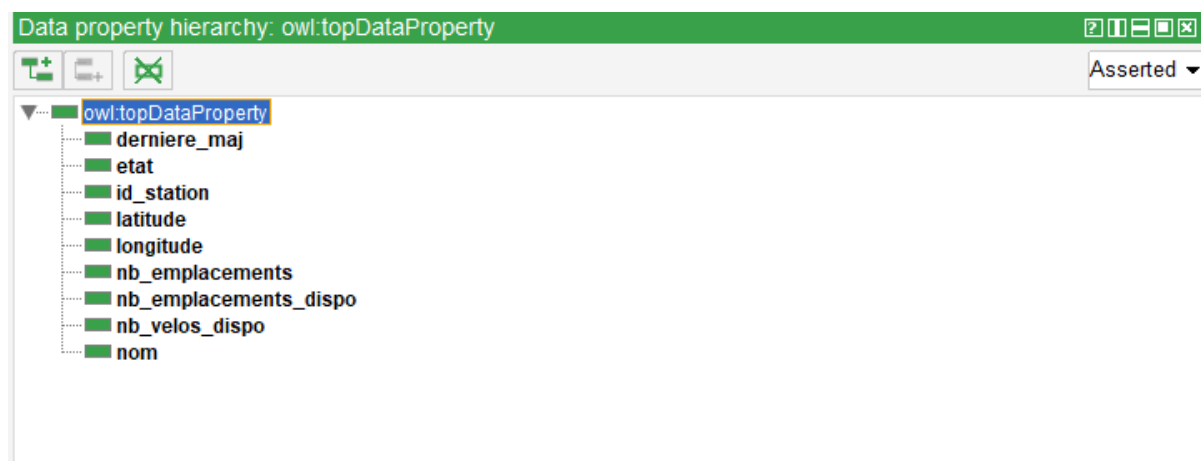 Data property hierarchy: owl:topDataProperty
Asserted
owl:topDataProperty
derniere_maj
etat
id_station
latitude
longitude
nb_emplacements
nb_emplacements_dispo
nb_velos_dispo
nom